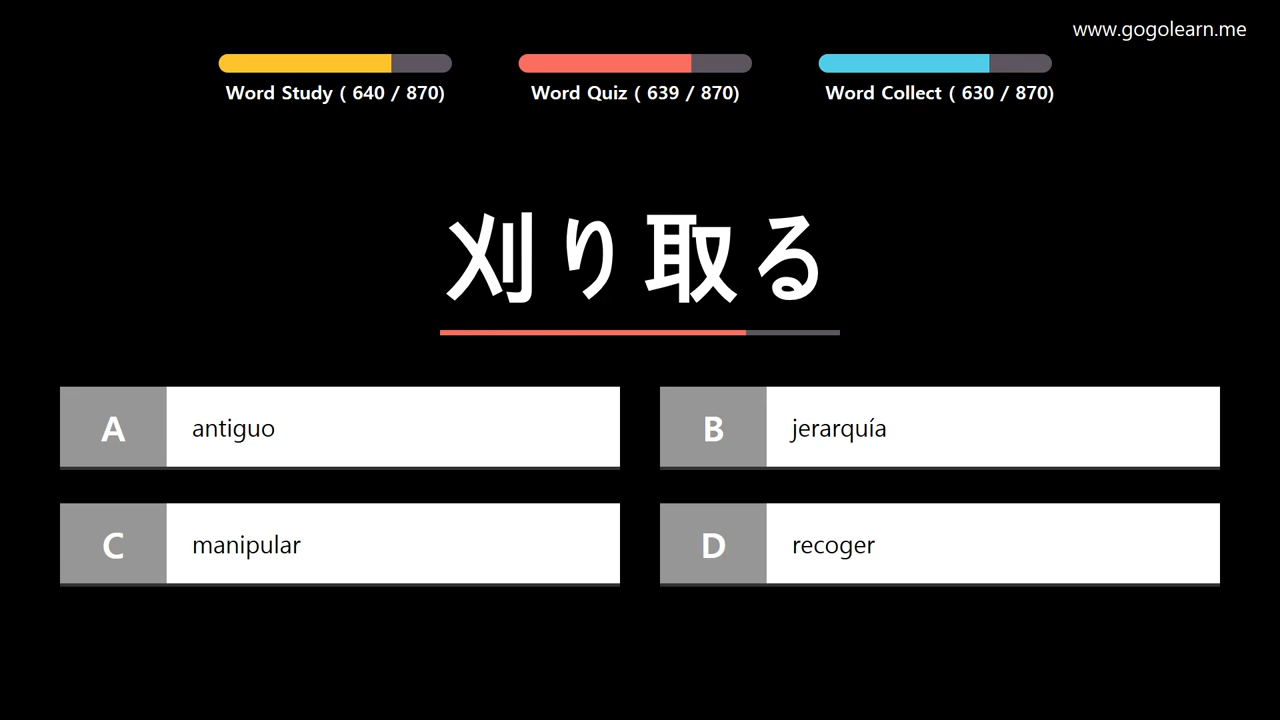 www.gogolearn.me
Word Study ( 640 / 870)
Word Quiz ( 639 / 870)
Word Collect ( 630 / 870)
刈り取る
A antiguo
B jerarquía
C manipular
D recoger